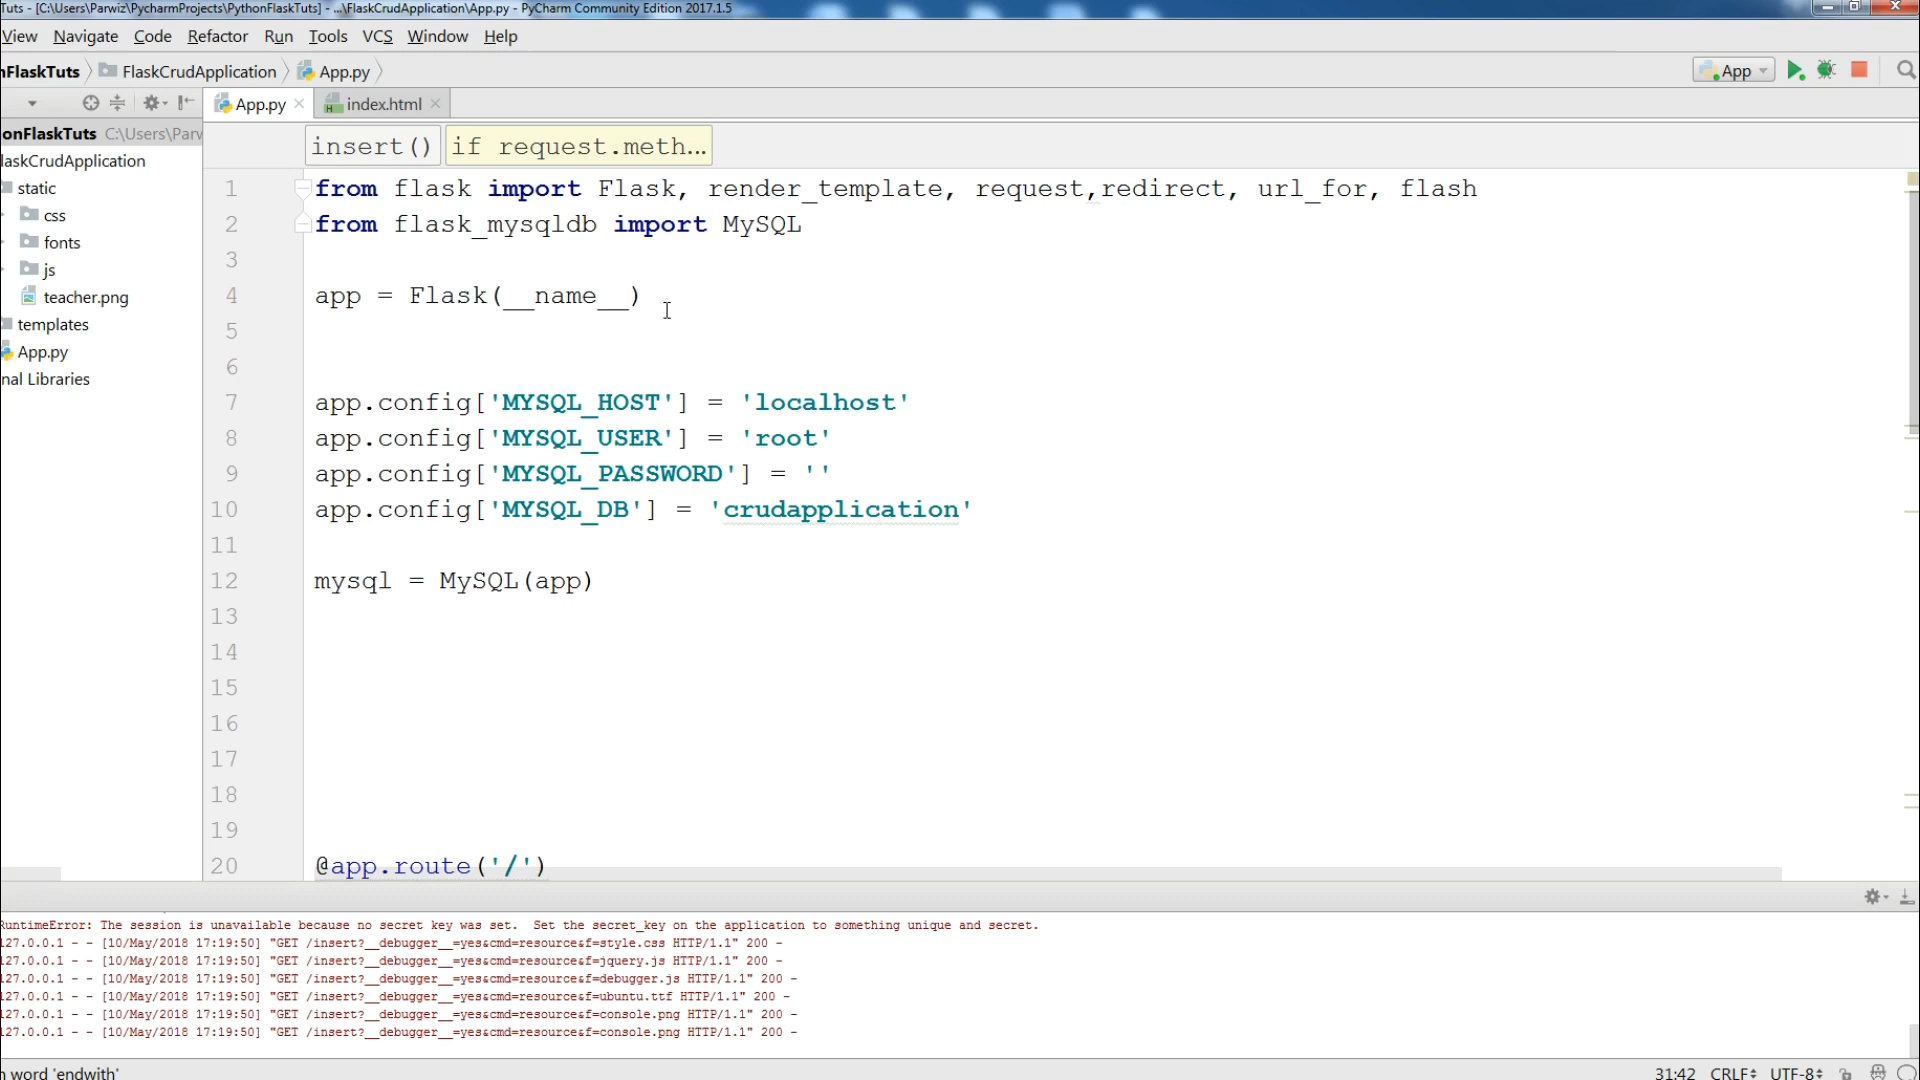 Tuts - [C:\Users\Parwiz\PycharmProjects\PythonFlaskTuts] - ...\FlaskCrudApplication\App.py - PyCharm Community Edition 2017.1.5
View Navigate Code Refactor Run Tools VCS Window Help
nFlaskTuts FlaskCrudApplication App.py App
App.py index.html
onFlaskTuts C:\Users\Parw
laskCrudApplication
static
css
fonts
js
teacher.png
templates
App.py
nal Libraries
insert() if request.meth...
1 from flask import Flask, render_template, request,redirect, url_for, flash
2 from flask_mysqldb import MySQL
3
4 app = Flask(__name__)
5
6
7 app.config['MYSQL_HOST'] = 'localhost'
8 app.config['MYSQL_USER'] = 'root'
9 app.config['MYSQL_PASSWORD'] = ''
10 app.config['MYSQL_DB'] = 'crudapplication'
11
12 mysql = MySQL(app)
13
14
15
16
17
18
19
20 @app.route('/')
RuntimeError: The session is unavailable because no secret key was set.  Set the secret_key on the application to something unique and secret.
127.0.0.1 - - [10/May/2018 17:19:50] "GET /insert?__debugger__=yes&cmd=resource&f=style.css HTTP/1.1" 200 -
127.0.0.1 - - [10/May/2018 17:19:50] "GET /insert?__debugger__=yes&cmd=resource&f=jquery.js HTTP/1.1" 200 -
127.0.0.1 - - [10/May/2018 17:19:50] "GET /insert?__debugger__=yes&cmd=resource&f=debugger.js HTTP/1.1" 200 -
127.0.0.1 - - [10/May/2018 17:19:50] "GET /insert?__debugger__=yes&cmd=resource&f=ubuntu.ttf HTTP/1.1" 200 -
127.0.0.1 - - [10/May/2018 17:19:50] "GET /insert?__debugger__=yes&cmd=resource&f=console.png HTTP/1.1" 200 -
127.0.0.1 - - [10/May/2018 17:19:50] "GET /insert?__debugger__=yes&cmd=resource&f=console.png HTTP/1.1" 200 -
n word 'endwith' 31:42 CRLF UTF-8